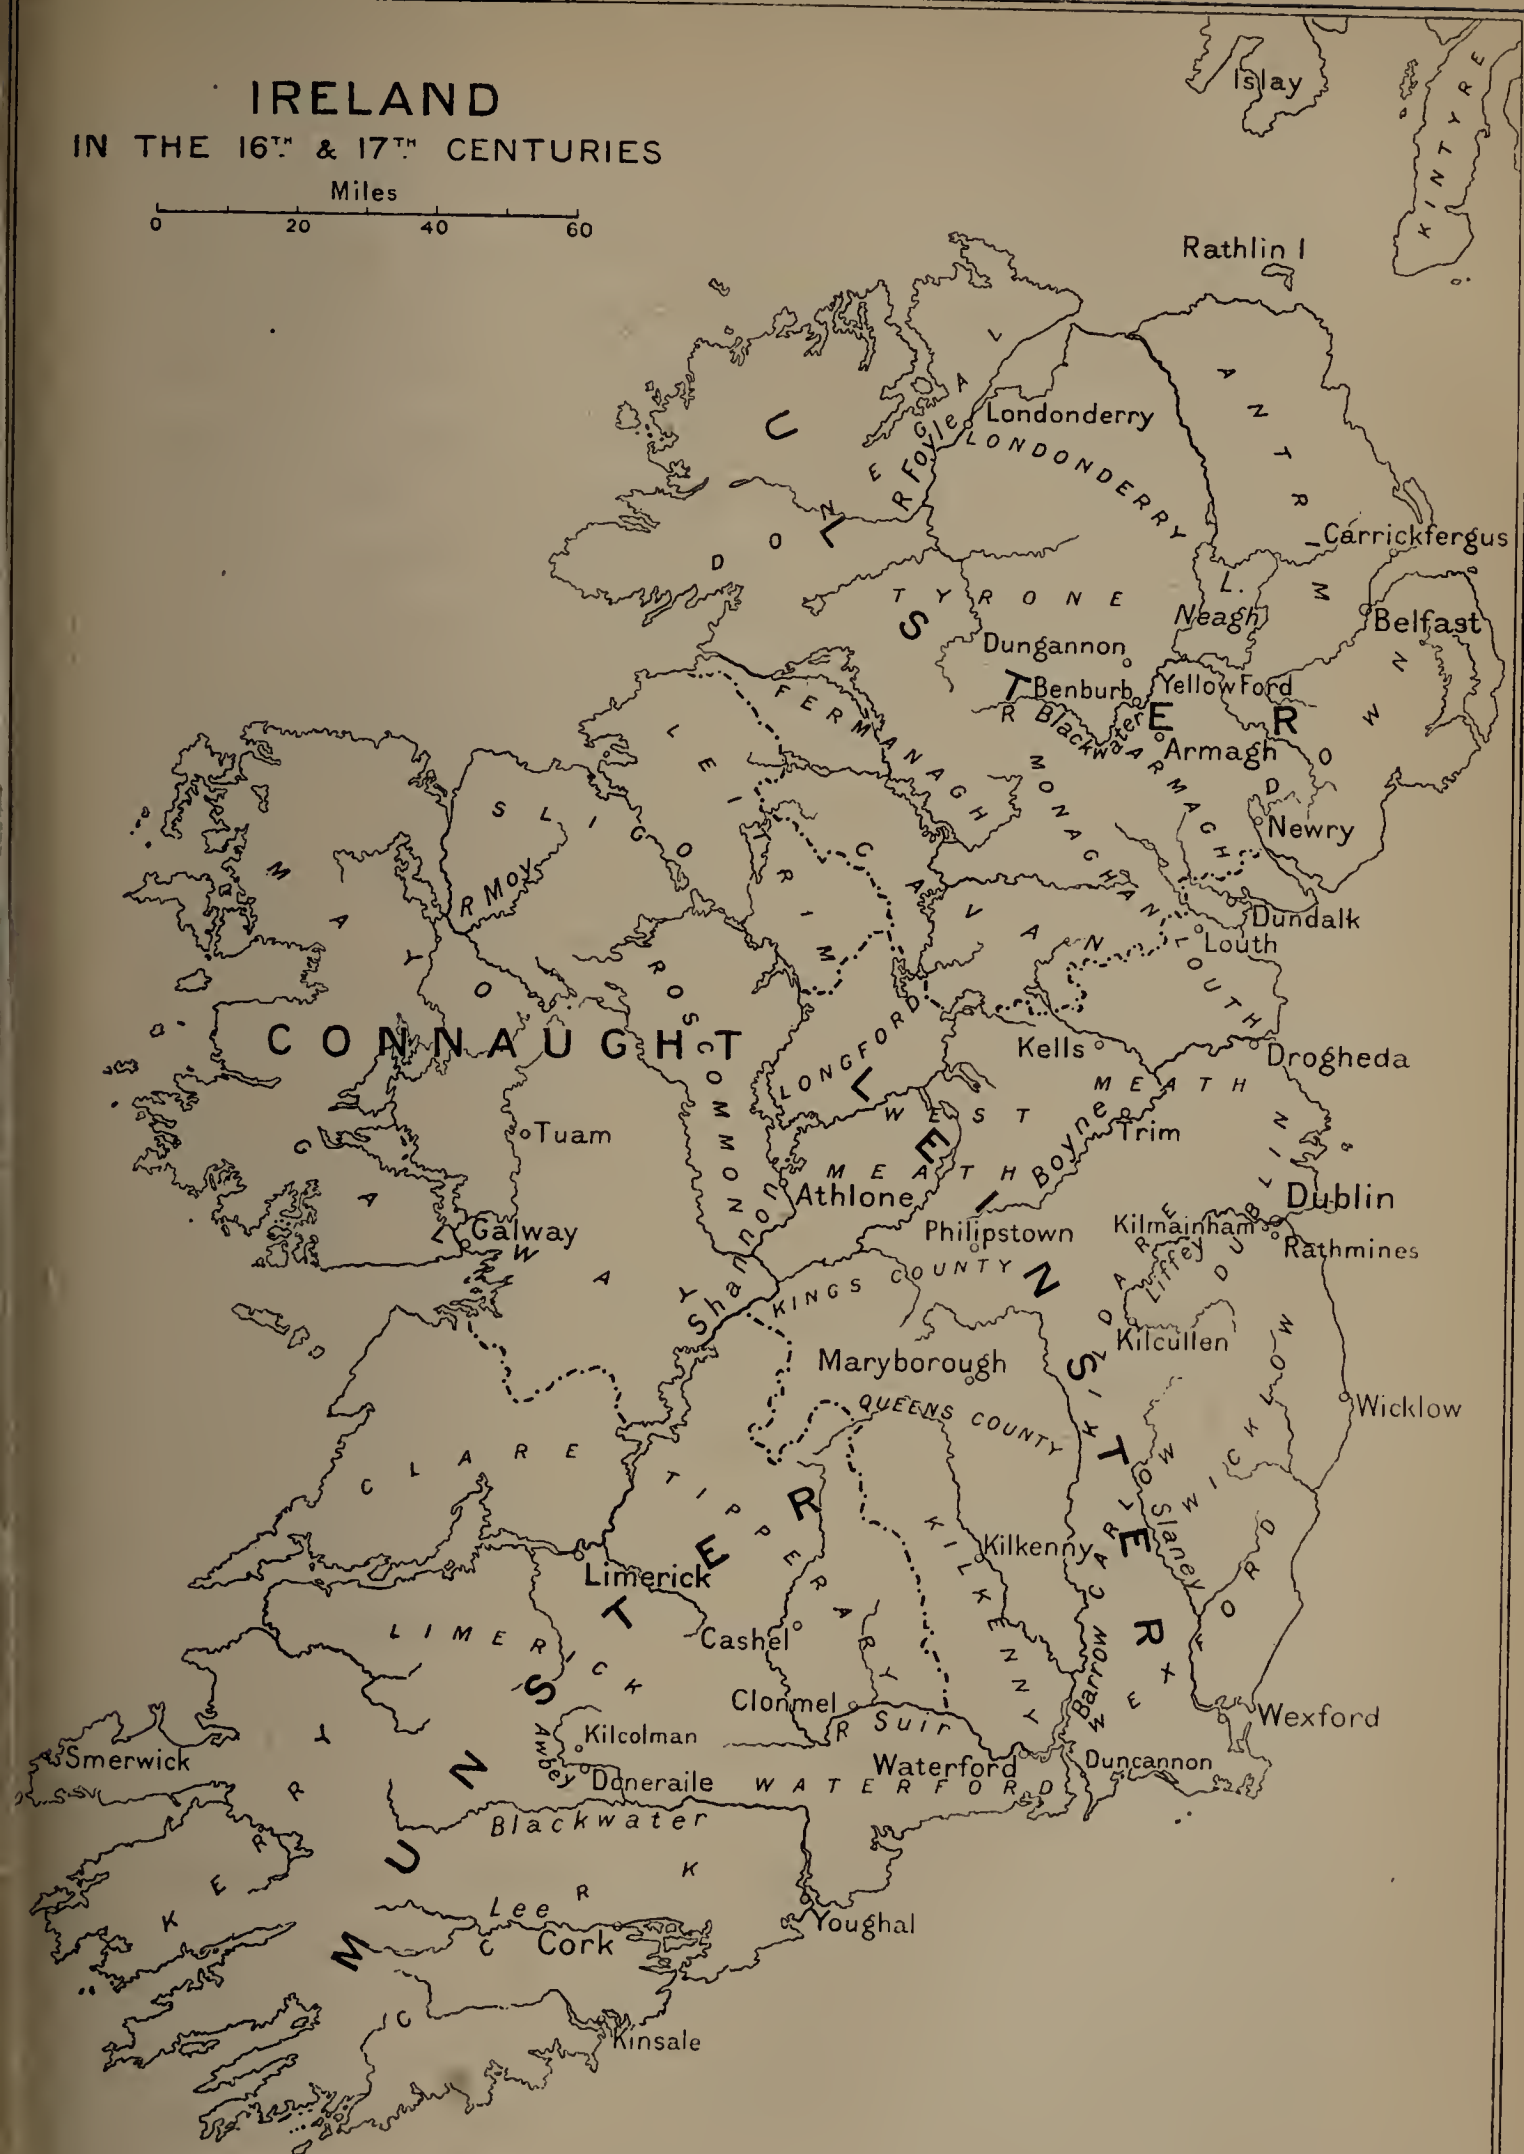 IRELAND
IN THE 16TH & 17TH CENTURIES
Miles
0 20 40 60
Islay
KINTYRE
Rathlin I
ULSTER
DONEGAL
R Foyle
Londonderry
LONDONDERRY
ANTRIM
Carrickfergus
L. Neagh
Belfast
TYRONE
Dungannon
Benburb
Yellow Ford
R Blackwater
Armagh
ARMAGH
DOWN
Newry
FERMANAGH
MONAGHAN
CAVAN
Dundalk
Louth
LOUTH
LEITRIM
SLIGO
R Moy
MAYO
ROSCOMMON
CONNAUGHT
LONGFORD
Kells
Drogheda
MEATH
WEST MEATH
Trim
Boyne
Tuam
GALWAY
Galway
Athlone
Shannon
LEINSTER
Philipstown
Kilmainham
Dublin
DUBLIN
Rathmines
Liffey
KILDARE
KINGS COUNTY
Kilcullen
Maryborough
QUEENS COUNTY
WICKLOW
Wicklow
CLARE
TIPPERARY
KILKENNY
Kilkenny
CARLOW
Slaney
Limerick
LIMERICK
Cashel
Barrow
WEXFORD
Wexford
Clonmel
R Suir
Waterford
WATERFORD
Duncannon
MUNSTER
Kilcolman
Awbey
Doneraile
Smerwick
KERRY
Blackwater
Lee
Cork
CORK
Youghal
Kinsale